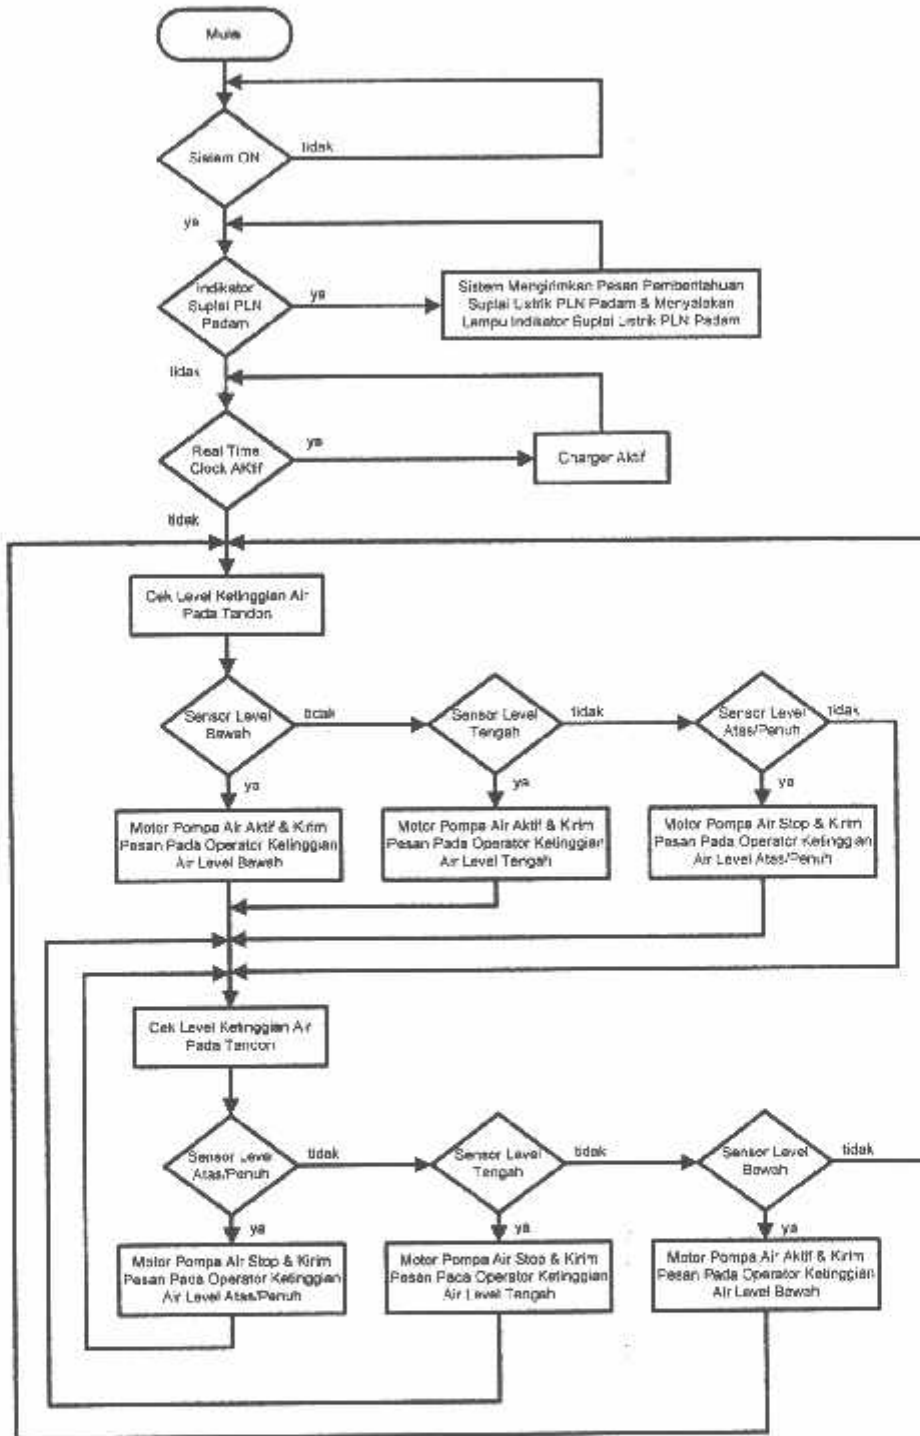 Mulai
Sistem ON
tidak
ya
Indikator
Suplai PLN
Padam
ya
Sistem Mengirimkan Pesan Pemberitahuan
Suplai Listrik PLN Padam & Menyalakan
Lampu Indikator Suplai Listrik PLN Padam
tidak
Real Time
Clock AKtif
ya
Charger Aktif
tidak
Cek Level Ketinggian Air
Pada Tandon
Sensor Level
Bawah
tidak
Sensor Level
Tengah
tidak
Sensor Level
Atas/Penuh
tidak
ya
ya
ya
Motor Pompa Air Aktif & Kirim
Pesan Pada Operator Ketinggian
Air Level Bawah
Motor Pompa Air Aktif & Kirim
Pesan Pada Operator Ketinggian
Air Level Tengah
Motor Pompa Air Stop & Kirim
Pesan Pada Operator Ketinggian
Air Level Atas/Penuh
Cek Level Ketinggian Air
Pada Tandon
Sensor Level
Atas/Penuh
tidak
Sensor Level
Tengah
tidak
Sensor Level
Bawah
tidak
ya
ya
ya
Motor Pompa Air Stop & Kirim
Pesan Pada Operator Ketinggian
Air Level Atas/Penuh
Motor Pompa Air Stop & Kirim
Pesan Pada Operator Ketinggian
Air Level Tengah
Motor Pompa Air Aktif & Kirim
Pesan Pada Operator Ketinggian
Air Level Bawah